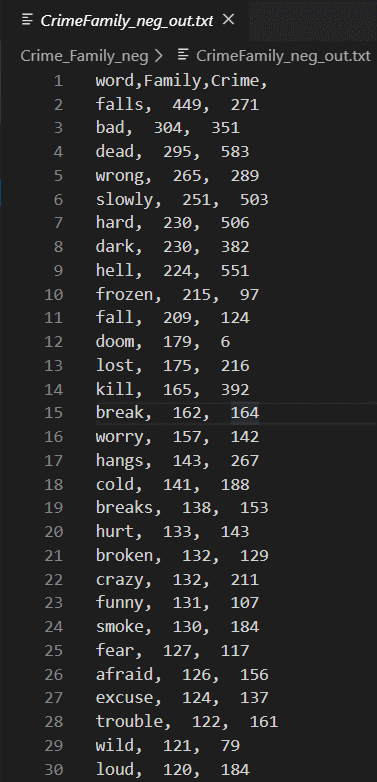 CrimeFamily_neg_out.txt ×
Crime_Family_neg > CrimeFamily_neg_out.txt
1 word,Family,Crime,
2 falls, 449, 271
3 bad, 304, 351
4 dead, 295, 583
5 wrong, 265, 289
6 slowly, 251, 503
7 hard, 230, 506
8 dark, 230, 382
9 hell, 224, 551
10 frozen, 215, 97
11 fall, 209, 124
12 doom, 179, 6
13 lost, 175, 216
14 kill, 165, 392
15 break, 162, 164
16 worry, 157, 142
17 hangs, 143, 267
18 cold, 141, 188
19 breaks, 138, 153
20 hurt, 133, 143
21 broken, 132, 129
22 crazy, 132, 211
23 funny, 131, 107
24 smoke, 130, 184
25 fear, 127, 117
26 afraid, 126, 156
27 excuse, 124, 137
28 trouble, 122, 161
29 wild, 121, 79
30 loud, 120, 184